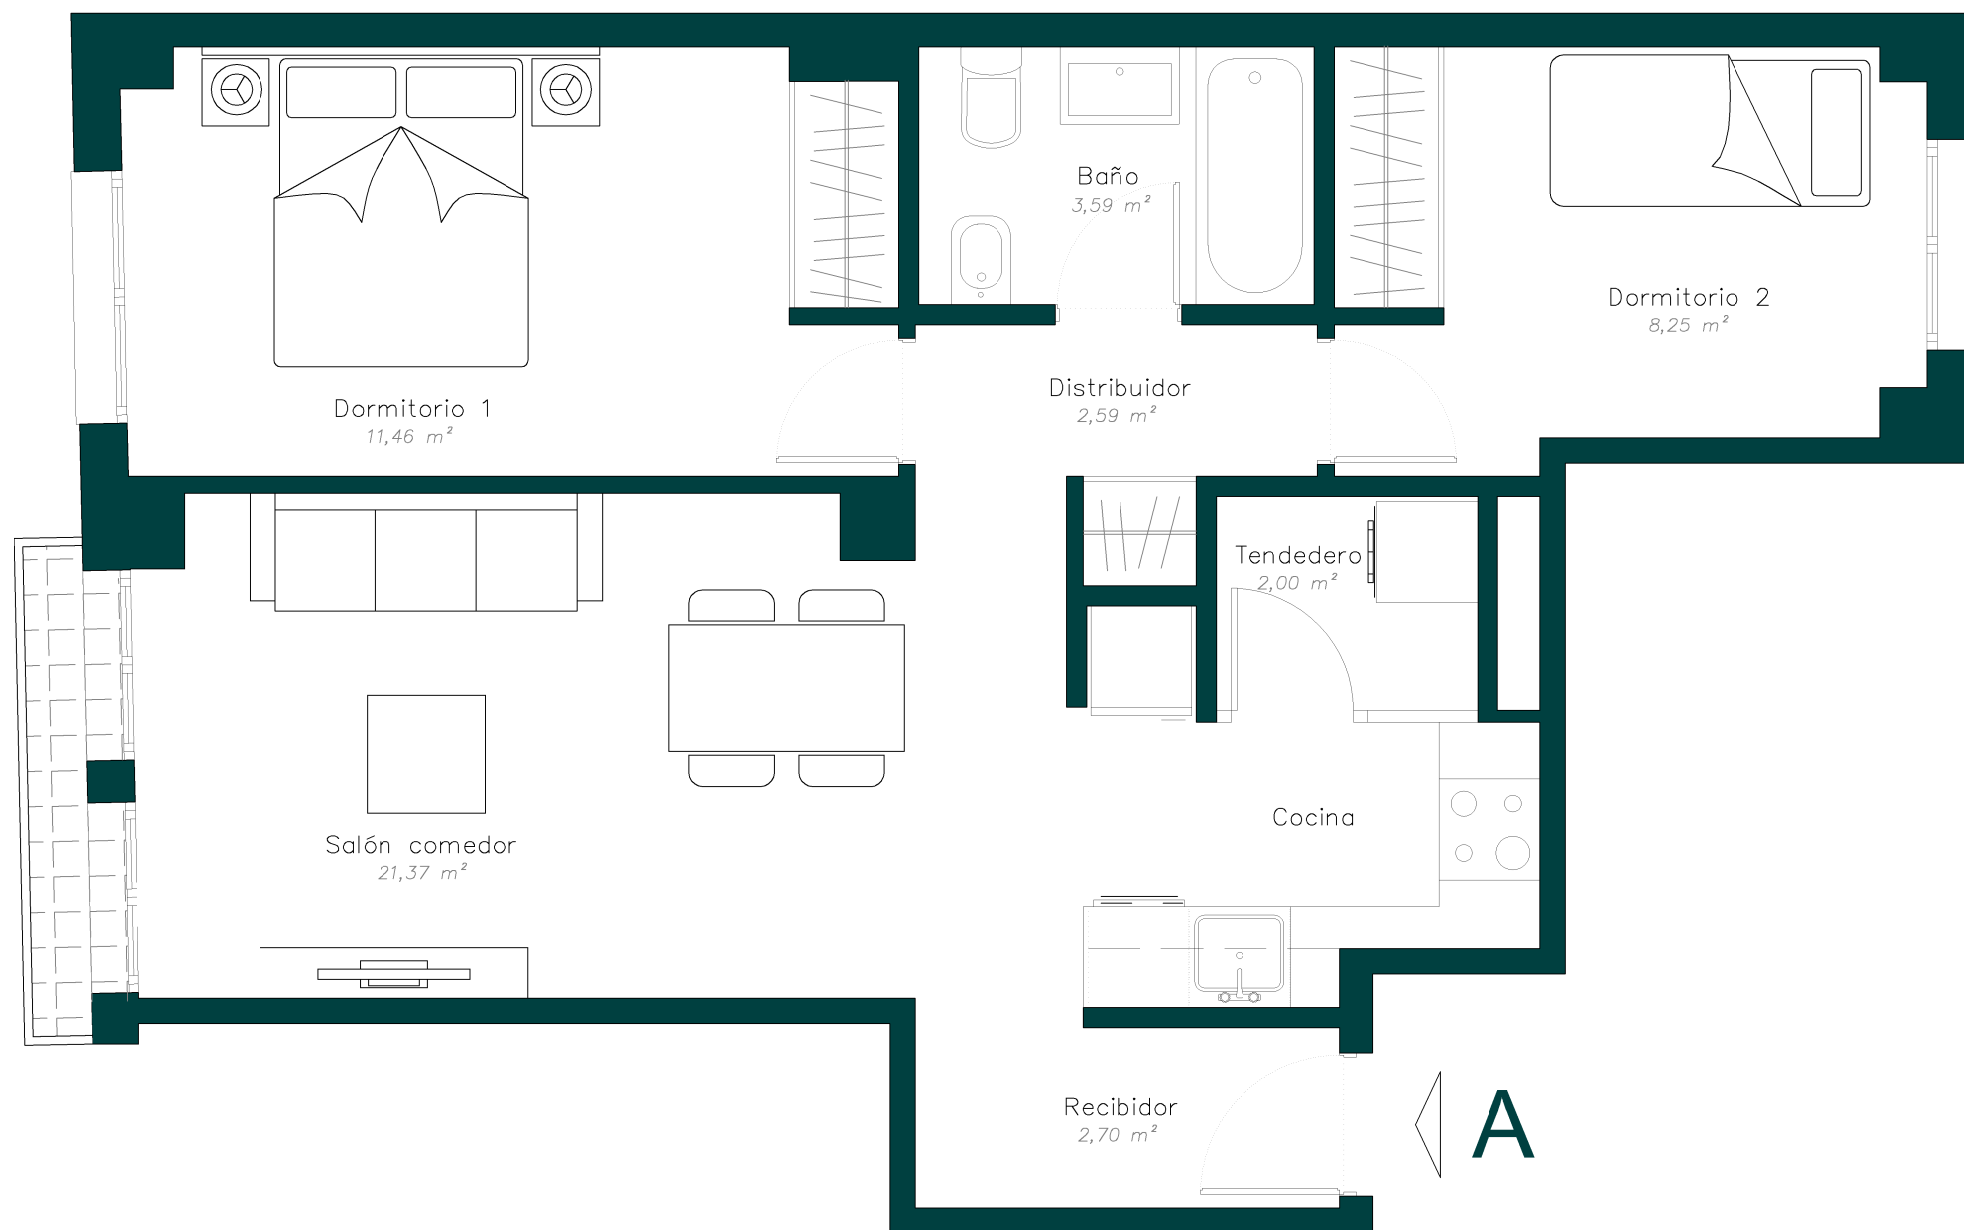 Baño
3,59 m²
Dormitorio 2
8,25 m²
Dormitorio 1
11,46 m²
Distribuidor
2,59 m²
Tendedero
2,00 m²
Cocina
Salón comedor
21,37 m²
Recibidor
2,70 m²
A